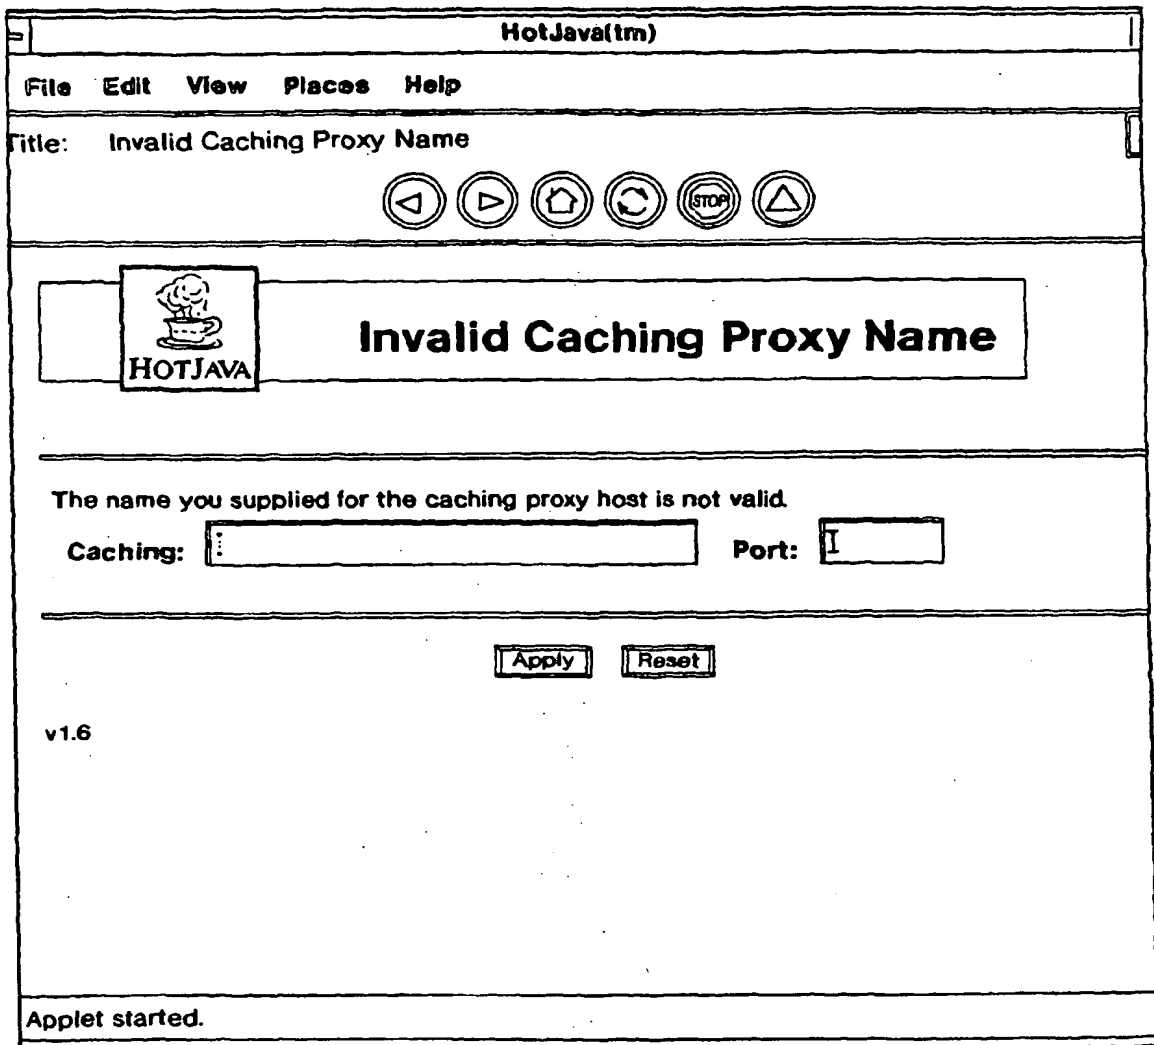 HotJava(tm)
File Edit View Places Help
Title: Invalid Caching Proxy Name
STOP
HOTJAVA
Invalid Caching Proxy Name
The name you supplied for the caching proxy host is not valid.
Caching: Port:
Apply Reset
v1.6
Applet started.